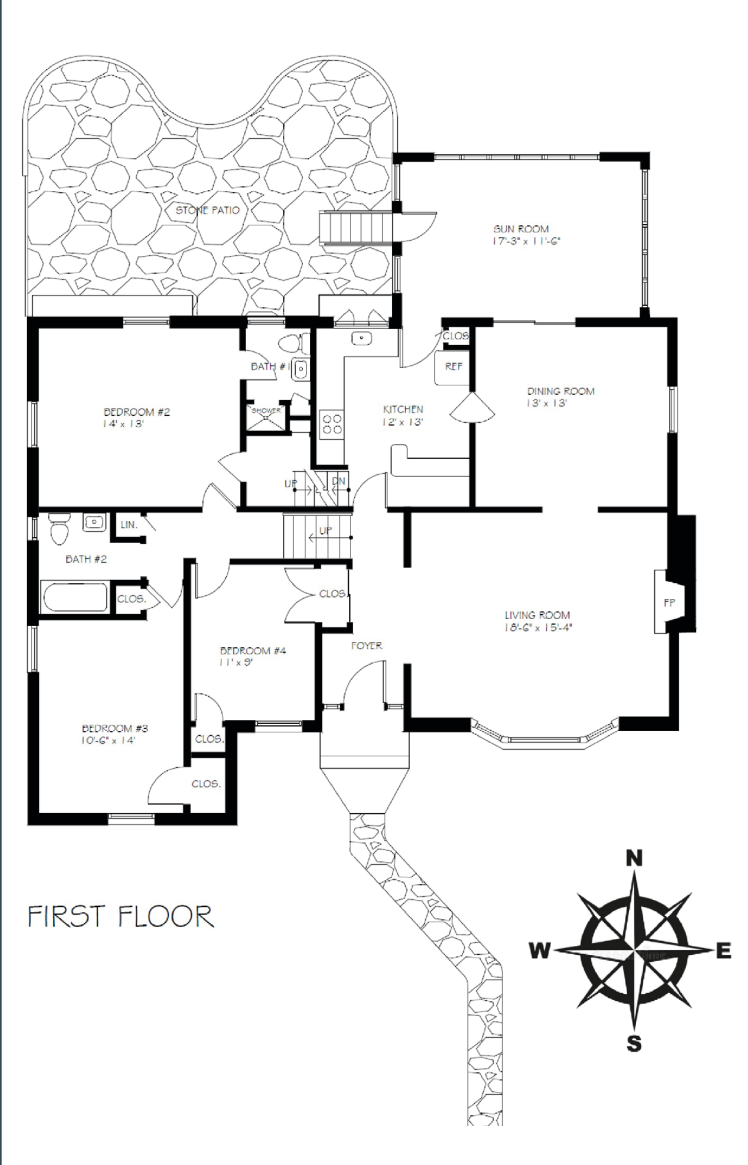 STONE PATIO
SUN ROOM
17'-3" x 11'-6"
BATH #1
CLOS
REF
SHOWER
BEDROOM #2
14' x 13'
KITCHEN
12' x 13'
DINING ROOM
13' x 13'
UP
DN
LIN.
UP
BATH #2
CLOS.
CLOS.
FP
LIVING ROOM
18'-6" x 15'-4"
FOYER
BEDROOM #4
11' x 9'
BEDROOM #3
10'-6" x 14'
CLOS.
CLOS.
FIRST FLOOR
N
W
E
S